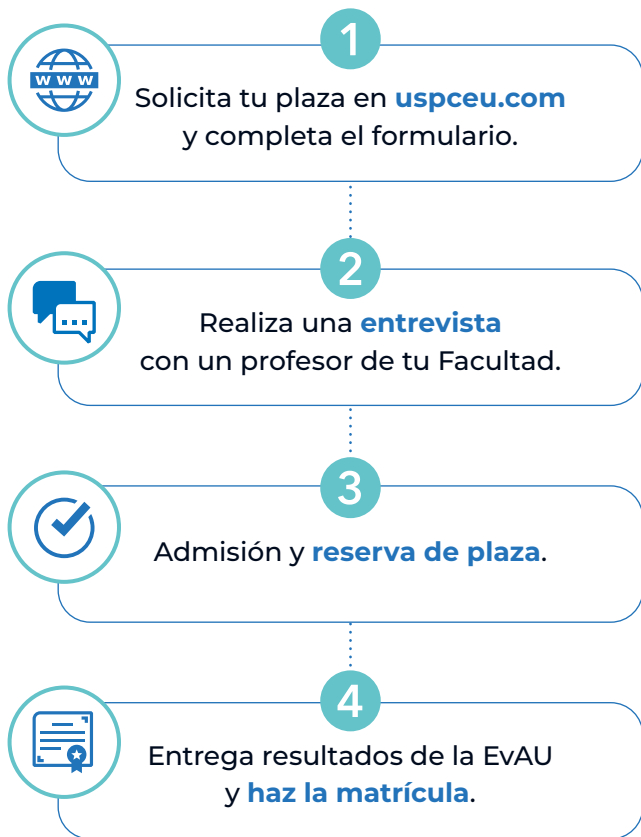 1
WWW
Solicita tu plaza en uspceu.com
y completa el formulario.
2
Realiza una entrevista
con un profesor de tu Facultad.
3
Admisión y reserva de plaza.
4
Entrega resultados de la EvAU
y haz la matrícula.